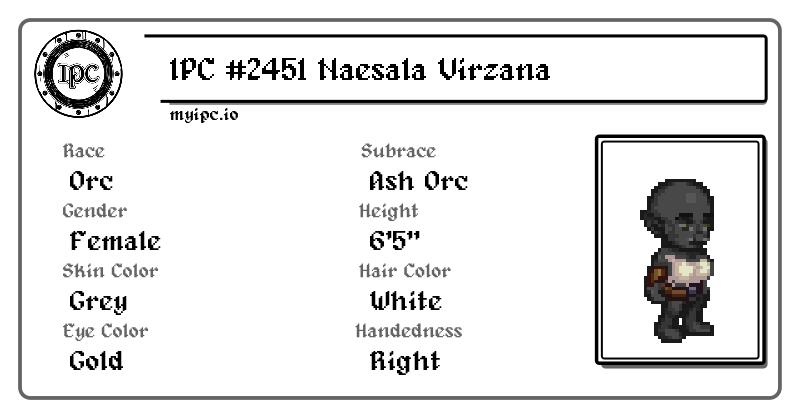 IPC
IPC #2451 Naesala Virzana
myipc.io
Race
Orc
Subrace
Ash Orc
Gender
Female
Height
6'5"
Skin Color
Grey
Hair Color
White
Eye Color
Gold
Handedness
Right